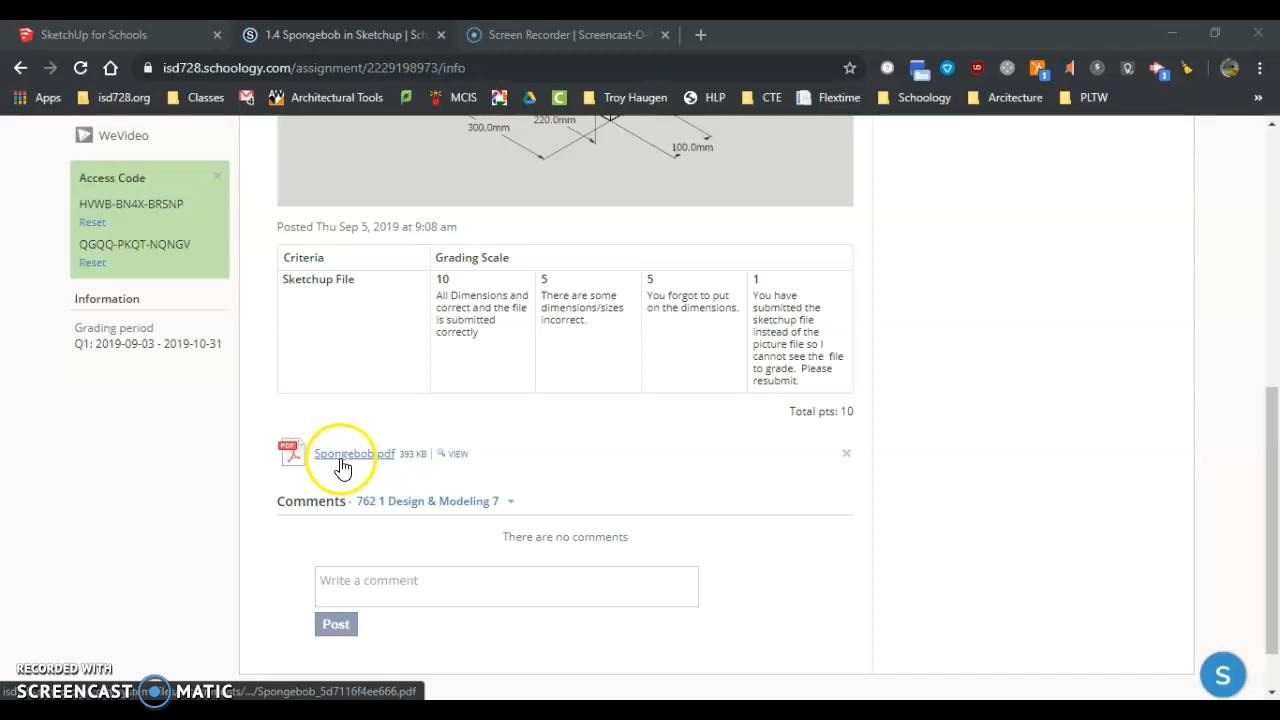 SketchUp for Schools
1.4 Spongebob in Sketchup | Sch
Screen Recorder | Screencast-O-
isd728.schoology.com/assignment/2229198973/info
Apps isd728.org Classes Architectural Tools MCIS Troy Haugen HLP CTE Flextime Schoology Arcitecture PLTW »
WeVideo
Access Code
HVWB-BN4X-BRSNP
Reset
QGQQ-PKQT-NQNGV
Reset
Information
Grading period
Q1: 2019-09-03 - 2019-10-31
300.0mm
220.0mm
100.0mm
Posted Thu Sep 5, 2019 at 9:08 am
Criteria Grading Scale
Sketchup File
10
All Dimensions and
correct and the file
is submitted
correctly
5
There are some
dimensions/sizes
incorrect.
5
You forgot to put
on the dimensions.
1
You have
submitted the
sketchup file
instead of the
picture file so I
cannot see the file
to grade. Please
resubmit.
Total pts: 10
PDF
Spongebob.pdf 393 KB VIEW
Comments - 762 1 Design & Modeling 7
There are no comments
Write a comment
Post
S
RECORDED WITH
SCREENCAST MATIC
/Spongebob_5d7116f4ee666.pdf